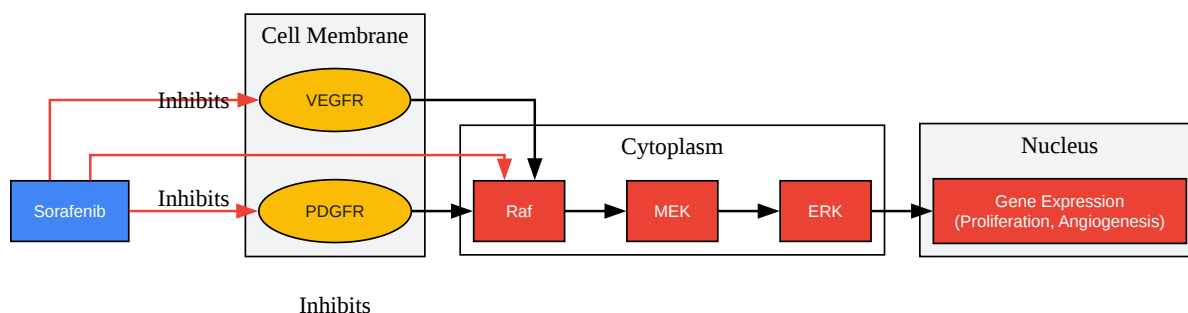 Cell Membrane
Inhibits
VEGFR
Cytoplasm
Nucleus
Sorafenib
Inhibits
PDGFR
Raf
MEK
ERK
Gene Expression
(Proliferation, Angiogenesis)
Inhibits